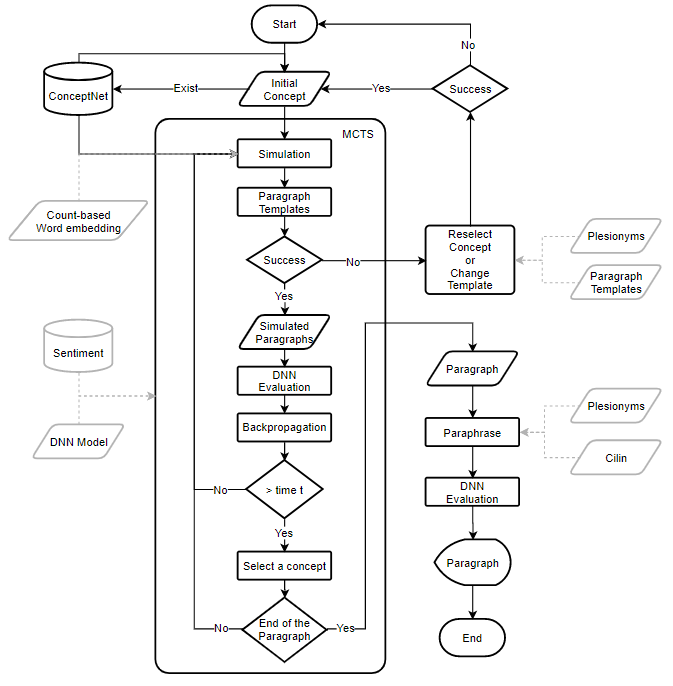 Start
No
ConceptNet
Exist
Initial
Concept
Yes
Success
MCTS
Simulation
Count-based
Word embedding
Paragraph
Templates
Success
No
Reselect
Concept
or
Change
Template
Plesionyms
Paragraph
Templates
Yes
Simulated
Paragraphs
Sentiment
DNN
Evaluation
Paragraph
DNN Model
Backpropagation
Paraphrase
Plesionyms
Cilin
No
> time t
DNN
Evaluation
Yes
Select a concept
Paragraph
No
End of the
Paragraph
Yes
End